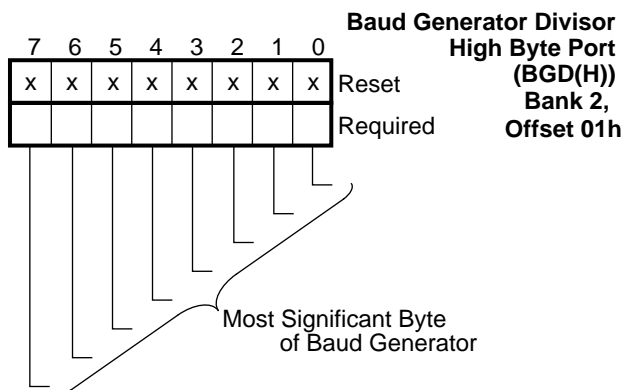 Baud Generator Divisor
High Byte Port
(BGD(H))
Bank 2,
Offset 01h
7 6 5 4 3 2 1 0
x x x x x x x x Reset
Required
Most Significant Byte
of Baud Generator